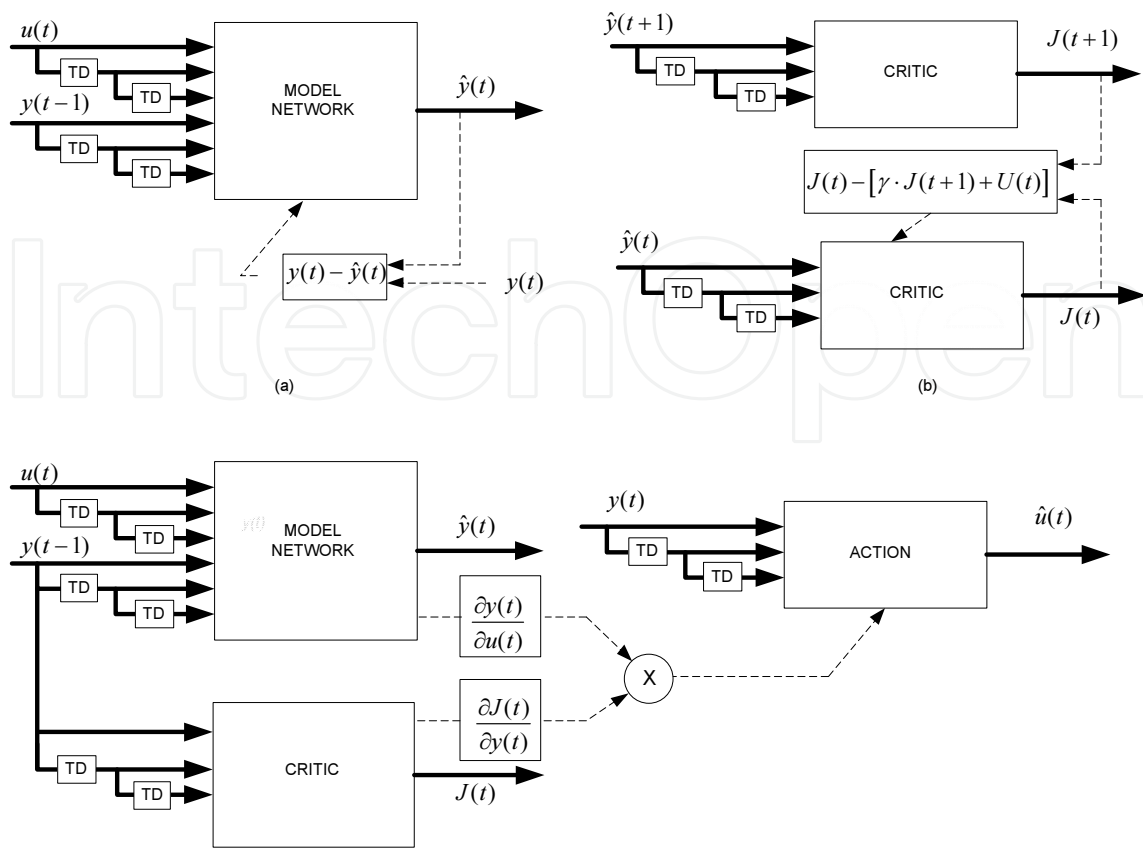 u(t)
TD
TD
y(t−1)
TD
TD
MODEL
NETWORK
ŷ(t)
y(t) − ŷ(t)
y(t)
(a)
ŷ(t+1)
TD
TD
CRITIC
J(t+1)
J(t) − [γ · J(t+1) + U(t)]
ŷ(t)
TD
TD
CRITIC
J(t)
(b)
IntechOpen
u(t)
TD
TD
y(t−1)
TD
TD
y(t)
MODEL
NETWORK
ŷ(t)
∂y(t)
∂u(t)
X
∂J(t)
∂y(t)
TD
TD
CRITIC
J(t)
y(t)
TD
TD
ACTION
û(t)